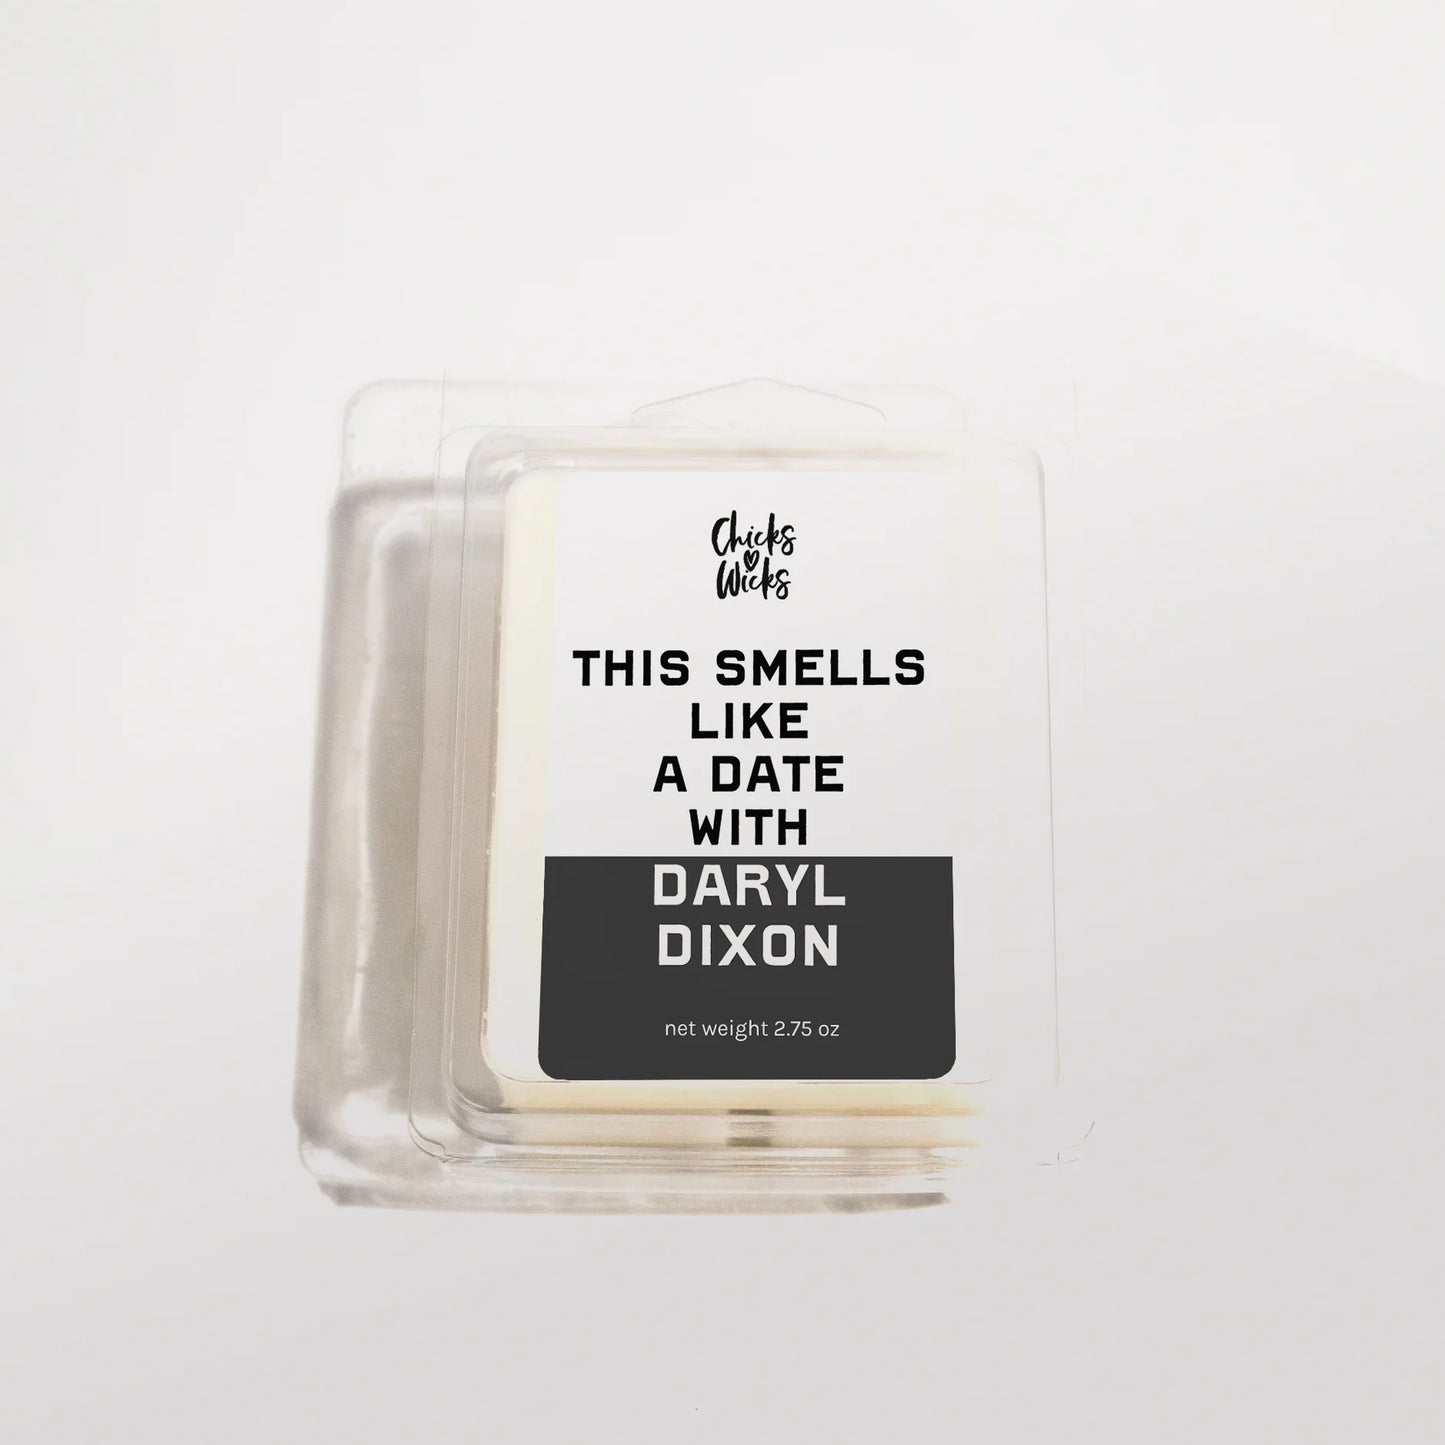 Chicks
Wicks
THIS SMELLS
LIKE
A DATE
WITH
DARYL
DIXON
net weight 2.75 oz